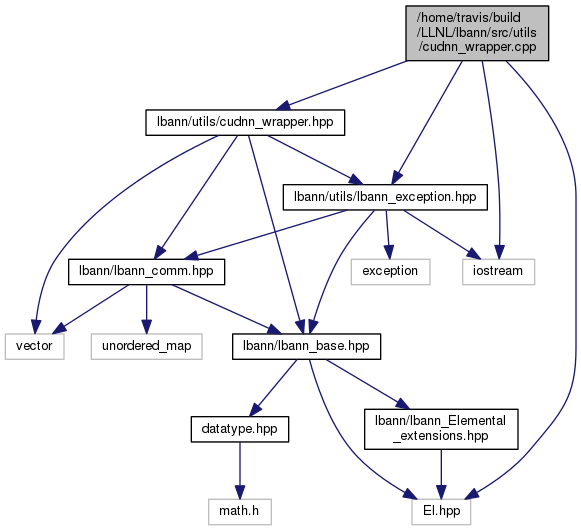 /home/travis/build
/LLNL/lbann/src/utils
/cudnn_wrapper.cpp
lbann/utils/cudnn_wrapper.hpp
lbann/utils/lbann_exception.hpp
lbann/lbann_comm.hpp
exception
iostream
vector
unordered_map
lbann/lbann_base.hpp
datatype.hpp
lbann/lbann_Elemental
_extensions.hpp
math.h
El.hpp